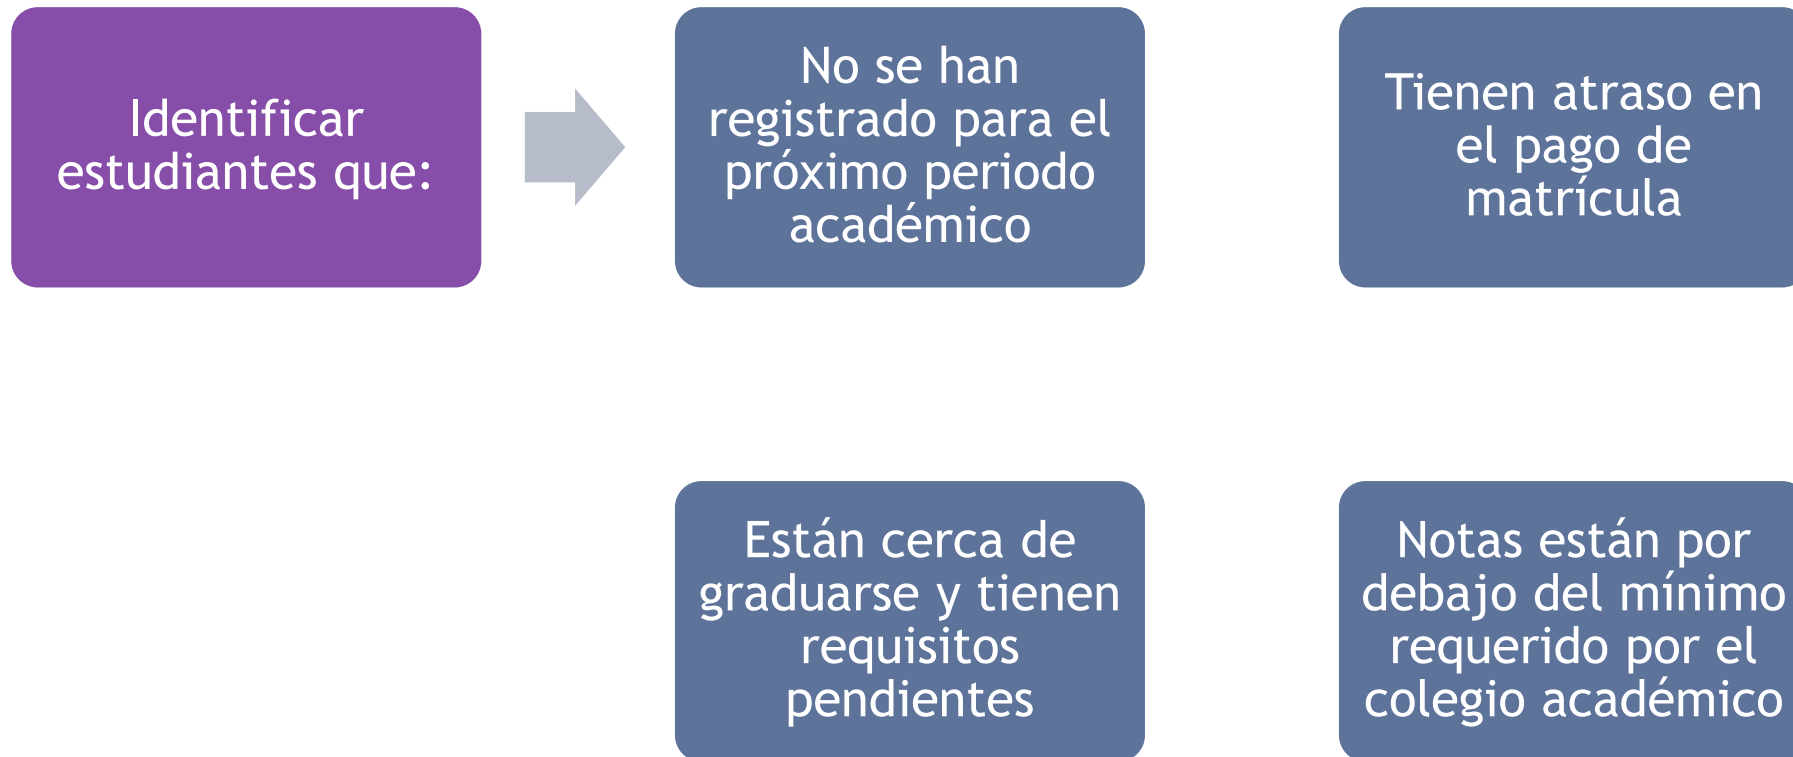 Identificar
estudiantes que:
No se han
registrado para el
próximo periodo
académico
Tienen atraso en
el pago de
matrícula
Están cerca de
graduarse y tienen
requisitos
pendientes
Notas están por
debajo del mínimo
requerido por el
colegio académico